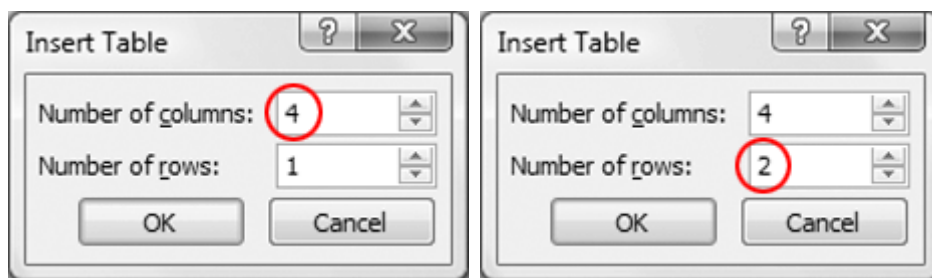 Insert Table
?
Number of columns: 4
Number of rows: 1
OK Cancel
Insert Table
?
Number of columns: 4
Number of rows: 2
OK Cancel